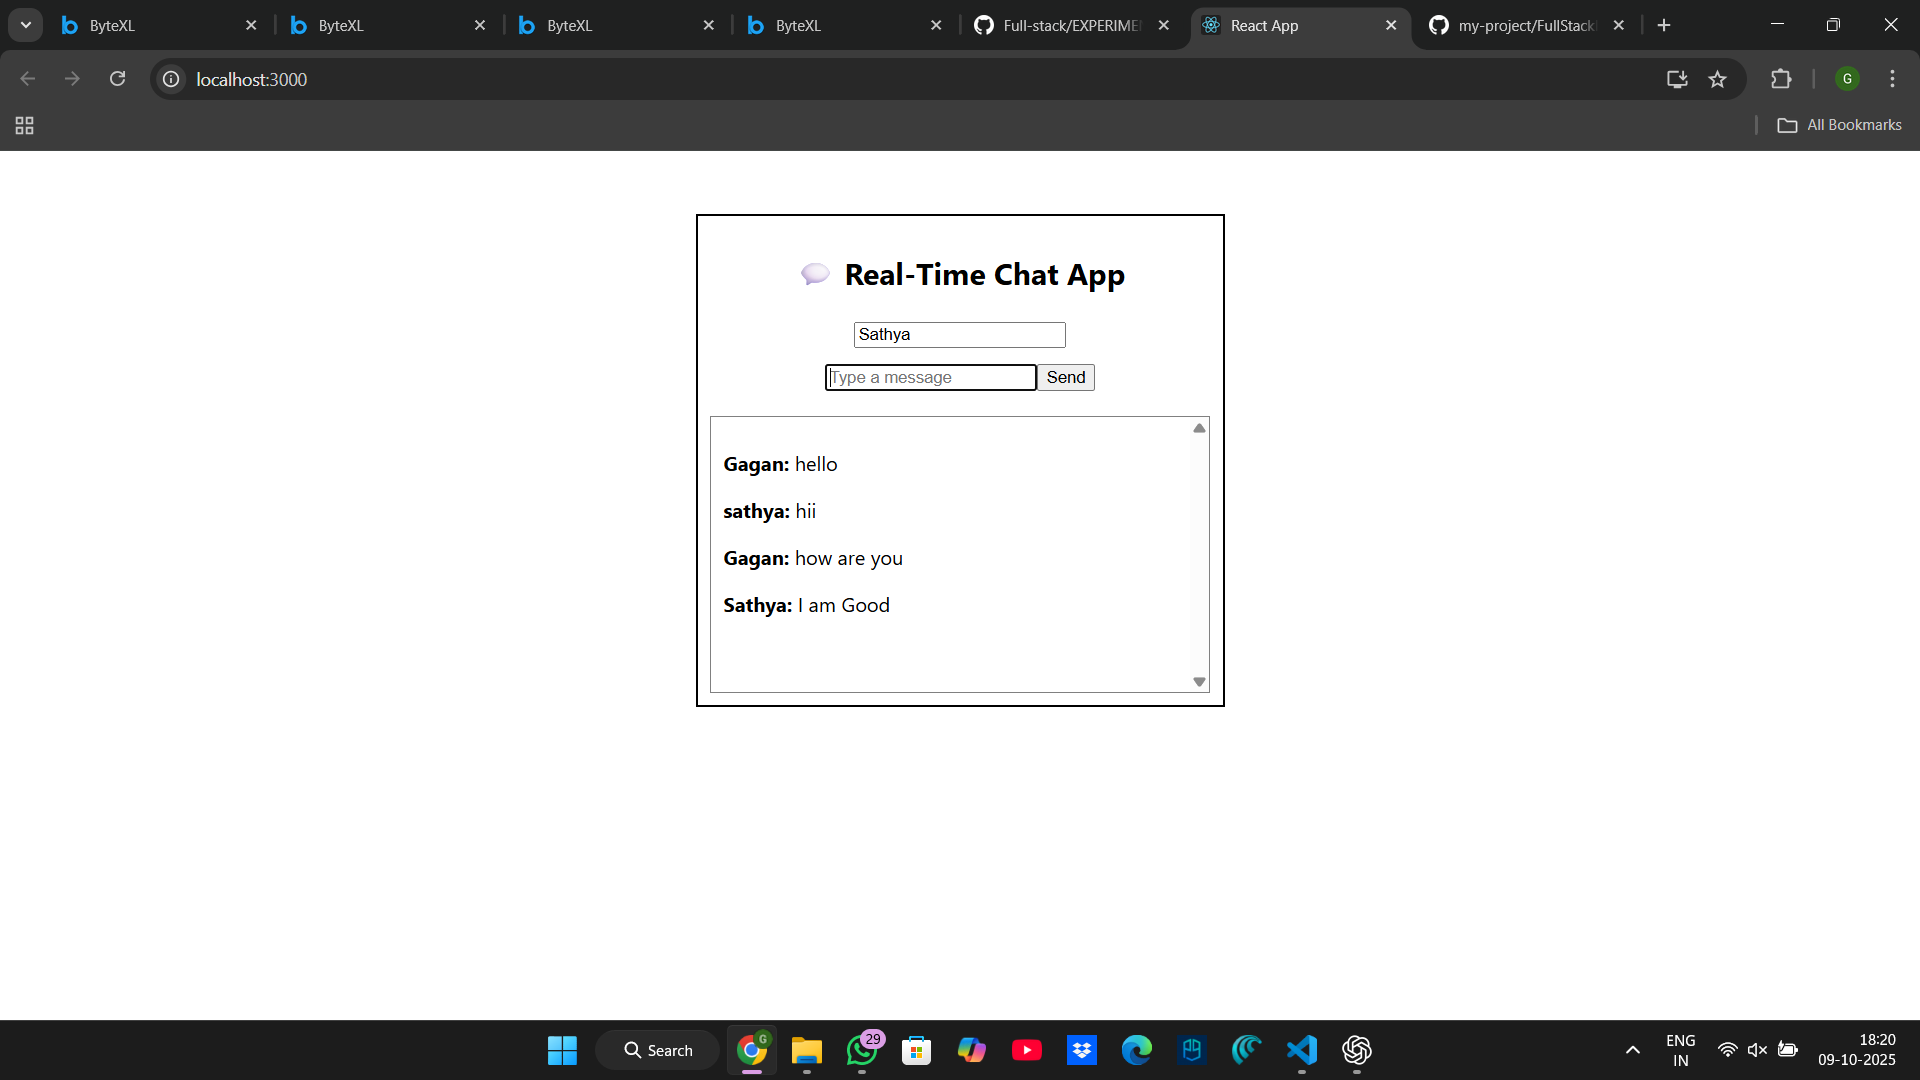 ByteXL
ByteXL
ByteXL
ByteXL
Full-stack/EXPERIME
React App
my-project/FullStack
localhost:3000
G
All Bookmarks
💬 Real-Time Chat App
Sathya
Type a message
Send
Gagan: hello
sathya: hii
Gagan: how are you
Sathya: I am Good
Search
G
29
ENG
IN
18:20
09-10-2025